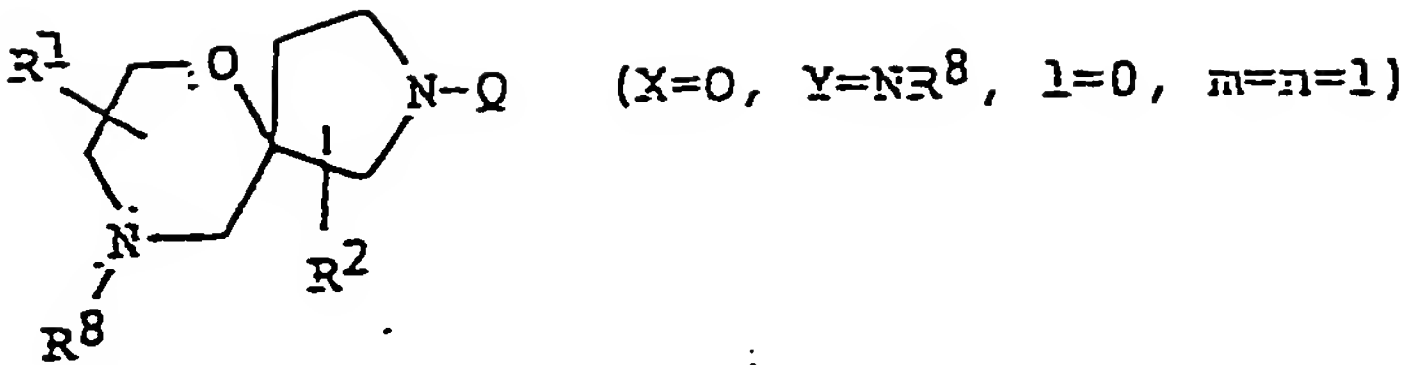 R¹ O N-Q (X=O, Y=NR⁸, l=0, m=n=1)
N R²
R⁸